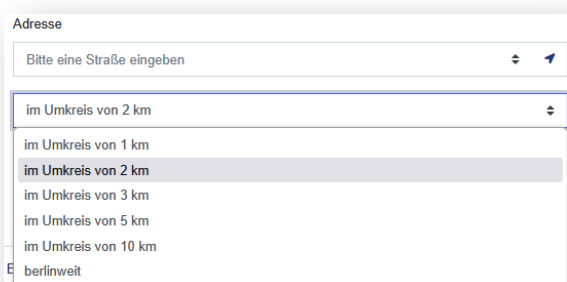 Adresse
Bitte eine Straße eingeben
im Umkreis von 2 km
im Umkreis von 1 km
im Umkreis von 2 km
im Umkreis von 3 km
im Umkreis von 5 km
im Umkreis von 10 km
berlinweit